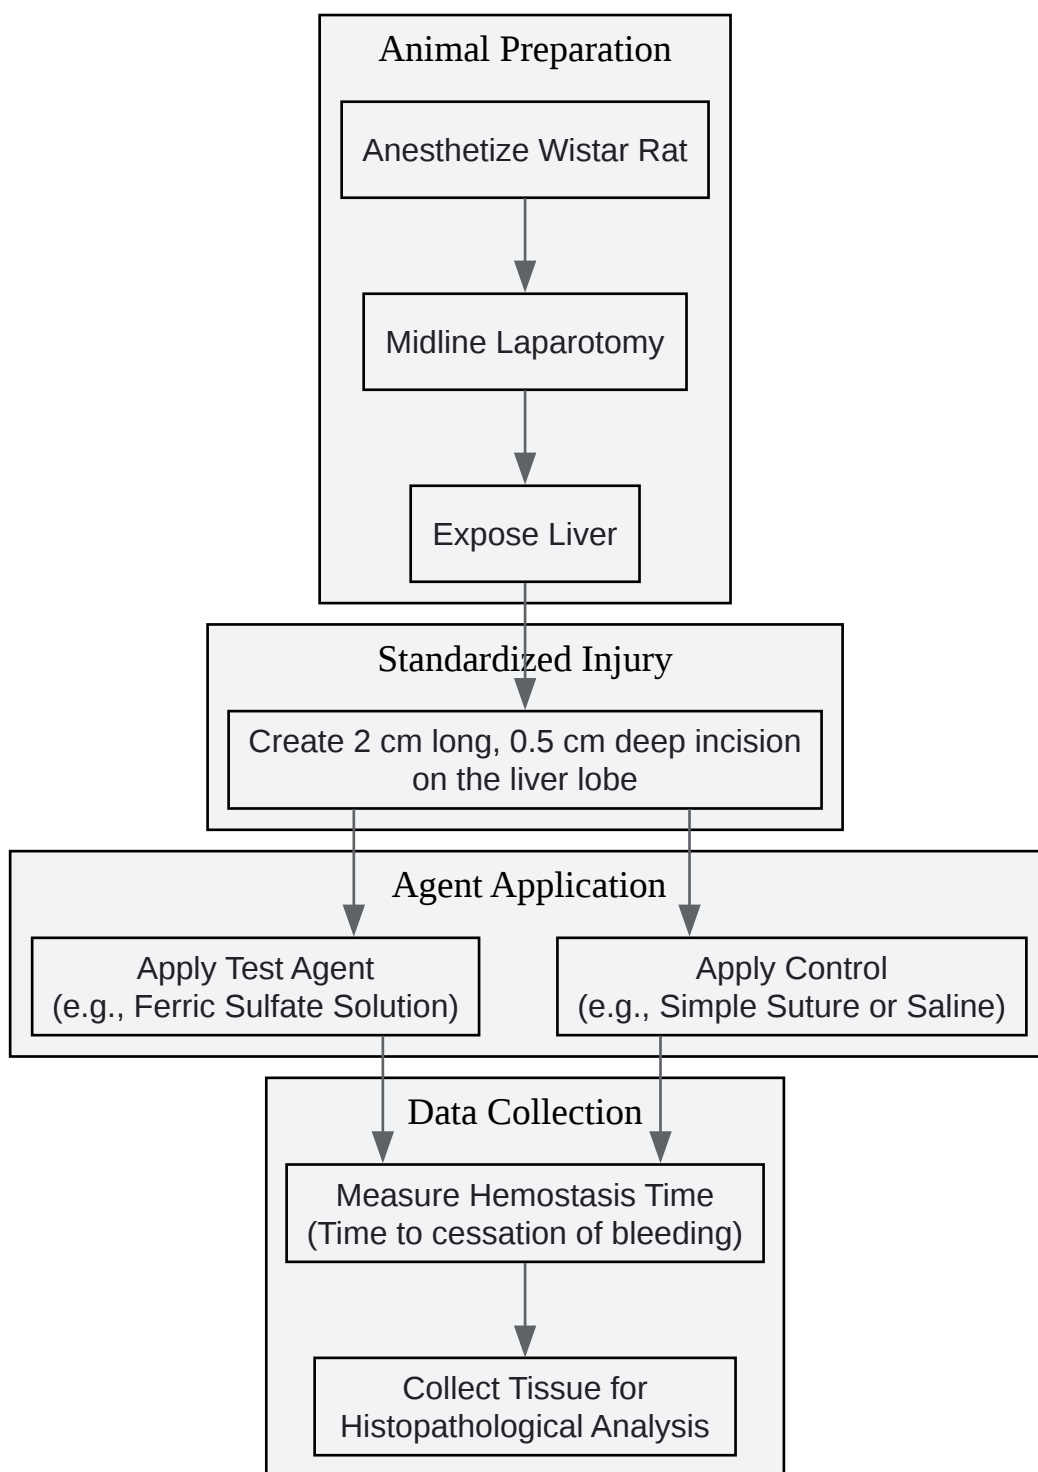 Animal Preparation
Anesthetize Wistar Rat
Midline Laparotomy
Expose Liver
Standardized Injury
Create 2 cm long, 0.5 cm deep incision
on the liver lobe
Agent Application
Apply Test Agent
(e.g., Ferric Sulfate Solution)
Apply Control
(e.g., Simple Suture or Saline)
Data Collection
Measure Hemostasis Time
(Time to cessation of bleeding)
Collect Tissue for
Histopathological Analysis